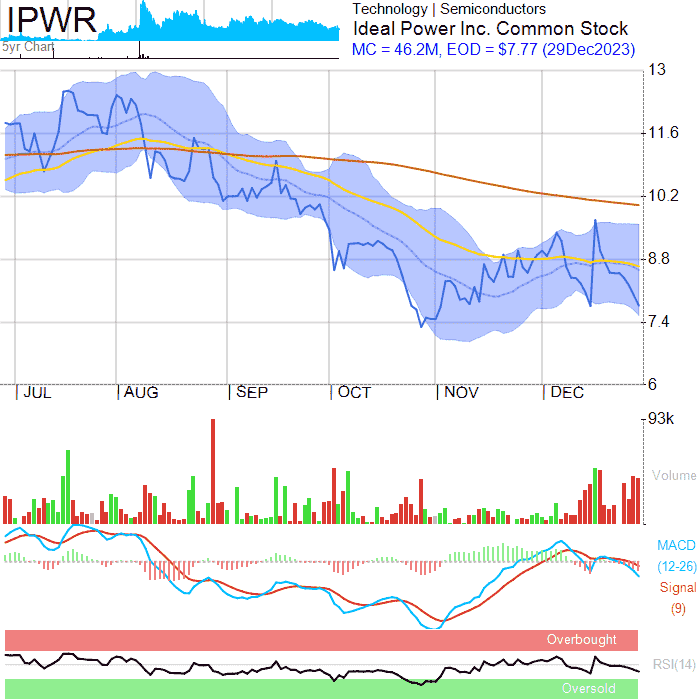 IPWR
Technology | Semiconductors
Ideal Power Inc. Common Stock
MC = 46.2M, EOD = $7.77 (29Dec2023)
5yr Chart
13
11.6
10.2
8.8
7.4
6
JUL AUG SEP OCT NOV DEC
93k
Volume
MACD
(12-26)
Signal
(9)
Overbought
RSI(14)
Oversold